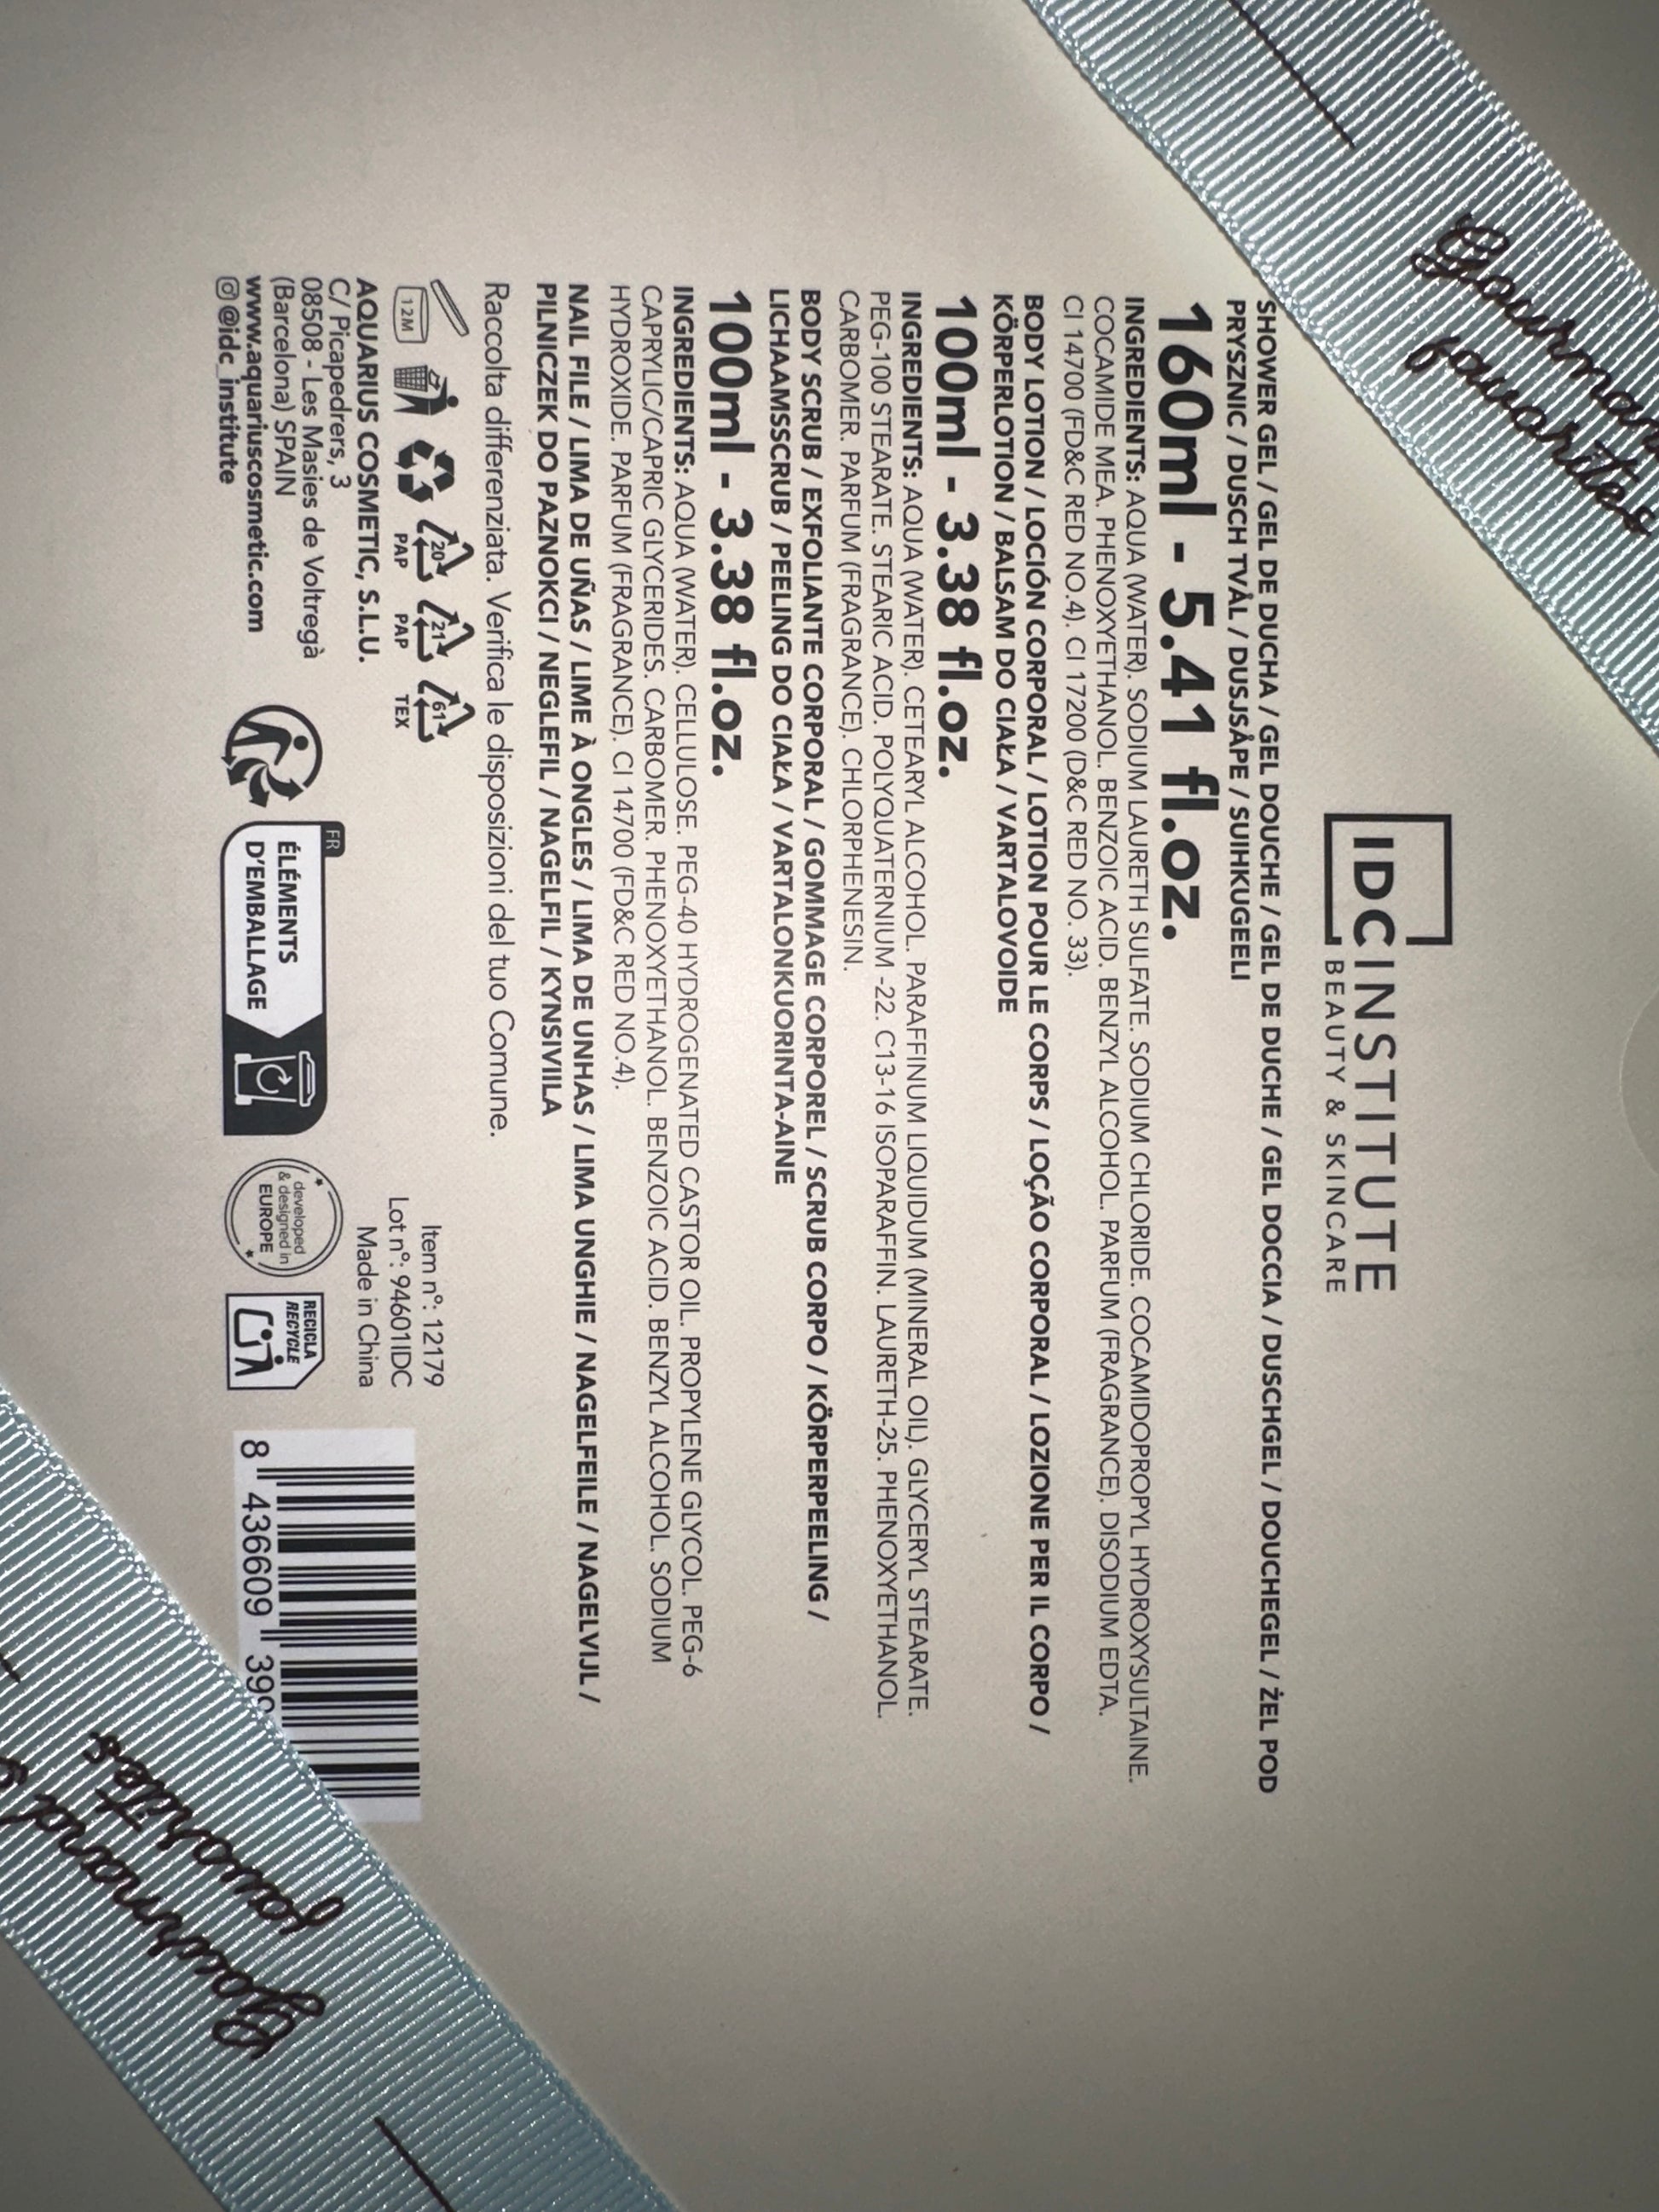 Gourmand
favorites
IDC INSTITUTE
BEAUTY & SKINCARE
SHOWER GEL / GEL DE DUCHA / GEL DOUCHE / GEL DE DUCHE / GEL DOCCIA / DUSCHGEL / DOUCHEGEL / ŻEL POD
PRYSZNIC / DUSCH TVÅL / DUSJSÅPE / SUIHKUGEELI
160ml - 5.41 fl.oz.
INGREDIENTS: AQUA (WATER). SODIUM LAURETH SULFATE. SODIUM CHLORIDE. COCAMIDOPROPYL HYDROXYSULTAINE.
COCAMIDE MEA. PHENOXYETHANOL. BENZOIC ACID. BENZYL ALCOHOL. PARFUM (FRAGRANCE). DISODIUM EDTA.
CI 14700 (FD&C RED NO.4). CI 17200 (D&C RED NO. 33).
BODY LOTION / LOCIÓN CORPORAL / LOTION POUR LE CORPS / LOÇÃO CORPORAL / LOZIONE PER IL CORPO /
KÖRPERLOTION / BALSAM DO CIAŁA / VARTALOVOIDE
100ml - 3.38 fl.oz.
INGREDIENTS: AQUA (WATER). CETEARYL ALCOHOL. PARAFFINUM LIQUIDUM (MINERAL OIL). GLYCERYL STEARATE.
PEG-100 STEARATE. STEARIC ACID. POLYQUATERNIUM -22. C13-16 ISOPARAFFIN. LAURETH-25. PHENOXYETHANOL.
CARBOMER. PARFUM (FRAGRANCE). CHLORPHENESIN.
BODY SCRUB / EXFOLIANTE CORPORAL / GOMMAGE CORPOREL / SCRUB CORPO / KÖRPERPEELING /
LICHAAMSSCRUB / PEELING DO CIAŁA / VARTALONKUORINTA-AINE
100ml - 3.38 fl.oz.
INGREDIENTS: AQUA (WATER). CELLULOSE. PEG-40 HYDROGENATED CASTOR OIL. PROPYLENE GLYCOL. PEG-6
CAPRYLIC/CAPRIC GLYCERIDES. CARBOMER. PHENOXYETHANOL. BENZOIC ACID. BENZYL ALCOHOL. SODIUM
HYDROXIDE. PARFUM (FRAGRANCE). CI 14700 (FD&C RED NO.4).
NAIL FILE / LIMA DE UÑAS / LIME À ONGLES / LIMA DE UNHAS / LIMA UNGHIE / NAGELFEILE / NAGELVIJL /
PILNICZEK DO PAZNOKCI / NEGLEFIL / NAGELFIL / KYNSIVIILA
Raccolta differenziata. Verifica le disposizioni del tuo Comune.
12M
20 PAP
21 PAP
61 TEX
AQUARIUS COSMETIC, S.L.U.
C/ Picapedrers, 3
08508 - Les Masies de Voltregà
(Barcelona) SPAIN
www.aquariuscosmetic.com
@idc_institute
FR
ÉLÉMENTS
D'EMBALLAGE
developed
& designed in
EUROPE
Item nº: 12179
Lot nº: 94601IDC
Made in China
RECICLA
RECYCLE
8 436609 39
Gourmand
favorites